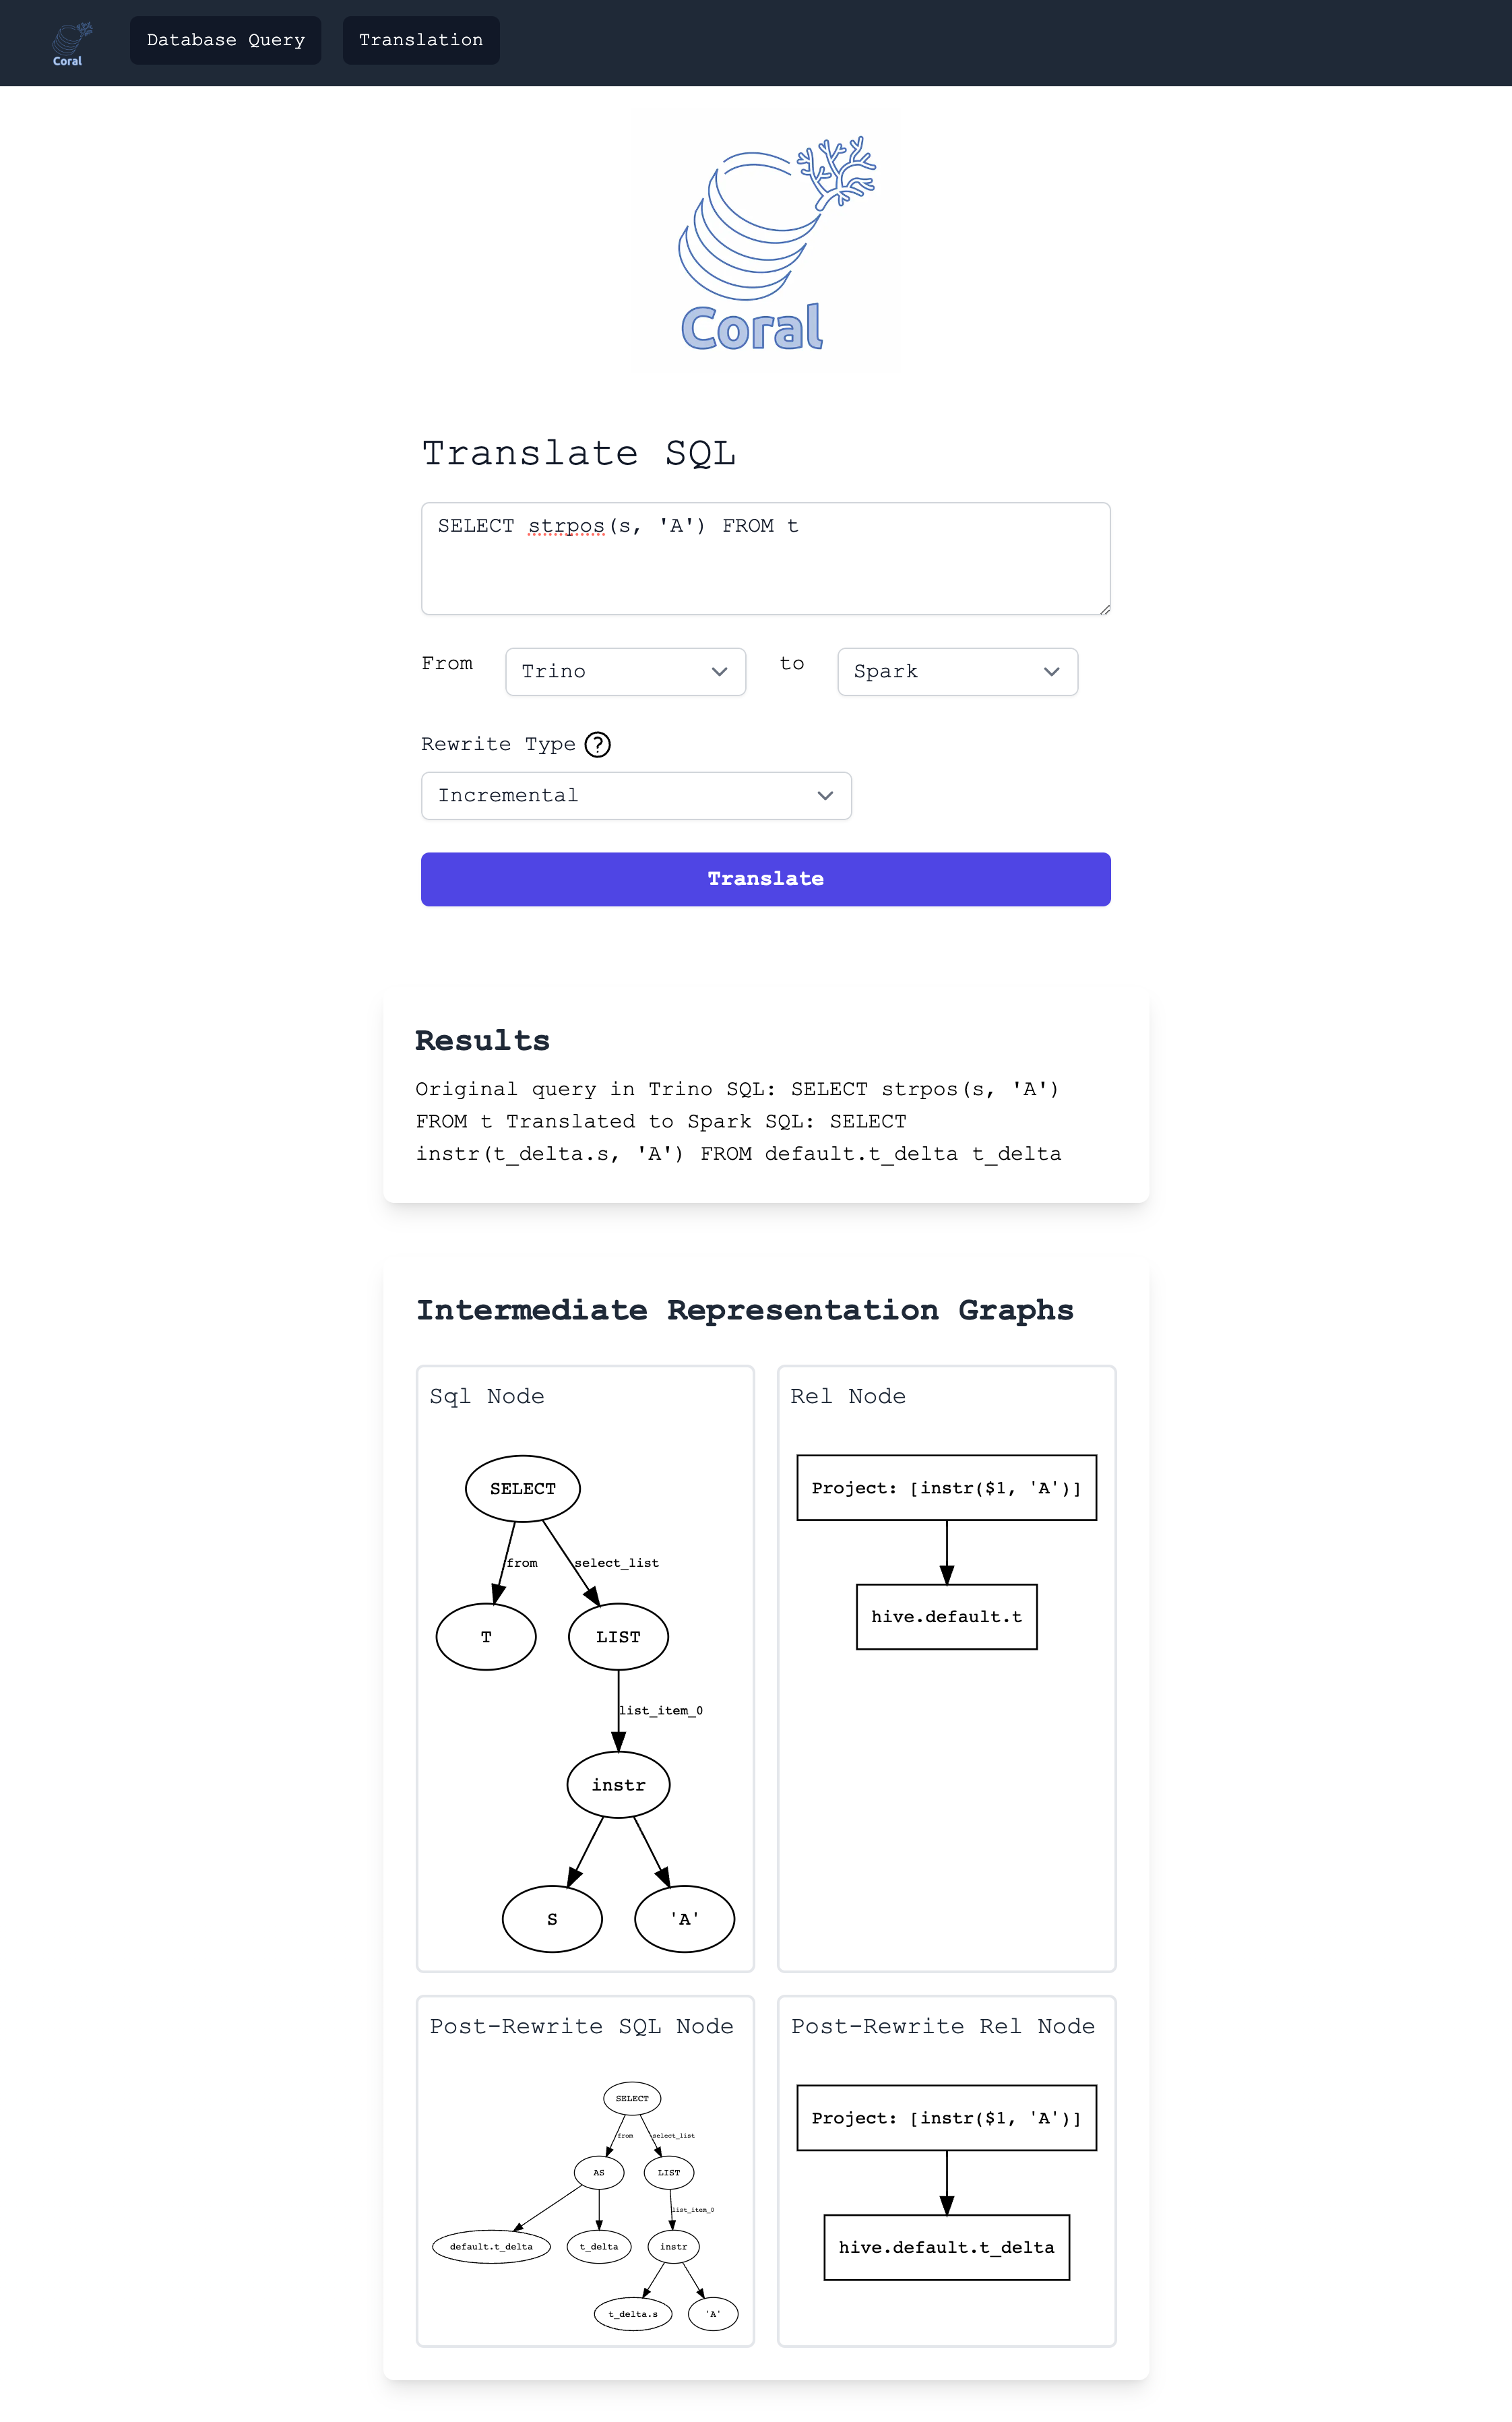 Coral
Database Query
Translation
Coral
Translate SQL
SELECT strpos(s, 'A') FROM t
From
Trino
to
Spark
Rewrite Type ?
Incremental
Translate
Results
Original query in Trino SQL: SELECT strpos(s, 'A')
FROM t Translated to Spark SQL: SELECT
instr(t_delta.s, 'A') FROM default.t_delta t_delta
Intermediate Representation Graphs
Sql Node
SELECT
from
select_list
T
LIST
list_item_0
instr
S
'A'
Rel Node
Project: [instr($1, 'A')]
hive.default.t
Post-Rewrite SQL Node
SELECT
from
select_list
AS
LIST
list_item_0
default.t_delta
t_delta
instr
t_delta.s
'A'
Post-Rewrite Rel Node
Project: [instr($1, 'A')]
hive.default.t_delta